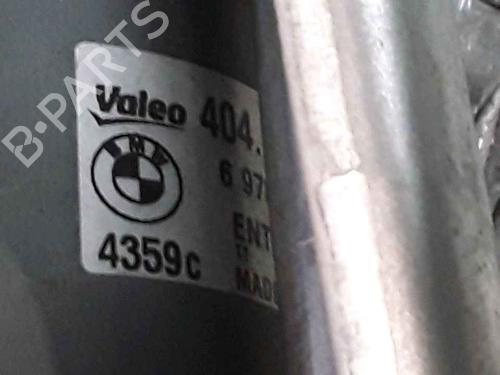 B-PARTS
Valeo 404.
BMW 6 97
4359c ENT
MAD